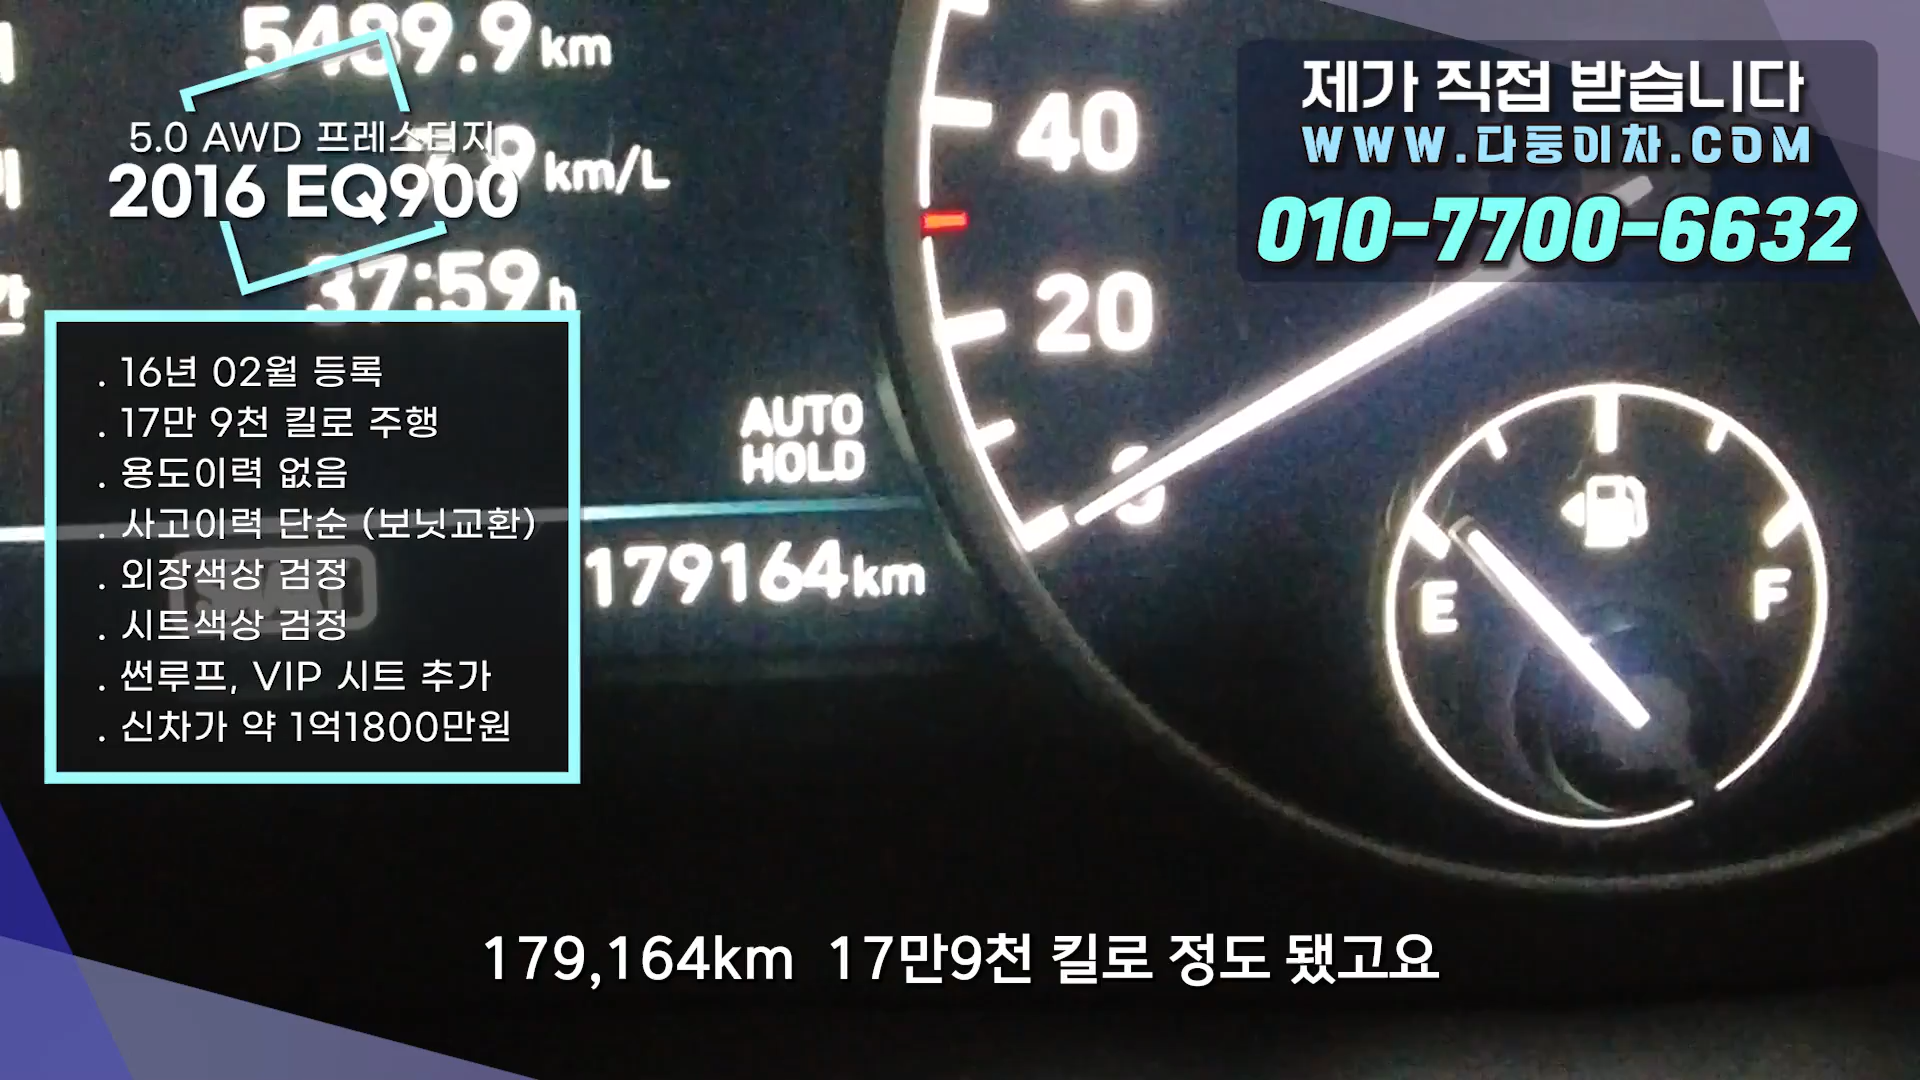 5489.9 km
5.0 AWD 프레스티지
km/L
2016 EQ900
37:59 h
. 16년 02월 등록
. 17만 9천 킬로 주행
. 용도이력 없음
. 사고이력 단순 (보닛교환)
. 외장색상 검정
. 시트색상 검정
. 썬루프, VIP 시트 추가
. 신차가 약 1억1800만원
AUTO
HOLD
179164km
40
20
0
E
F
제가 직접 받습니다
WWW.다둥이차.COM
010-7700-6632
179,164km 17만9천 킬로 정도 됐고요